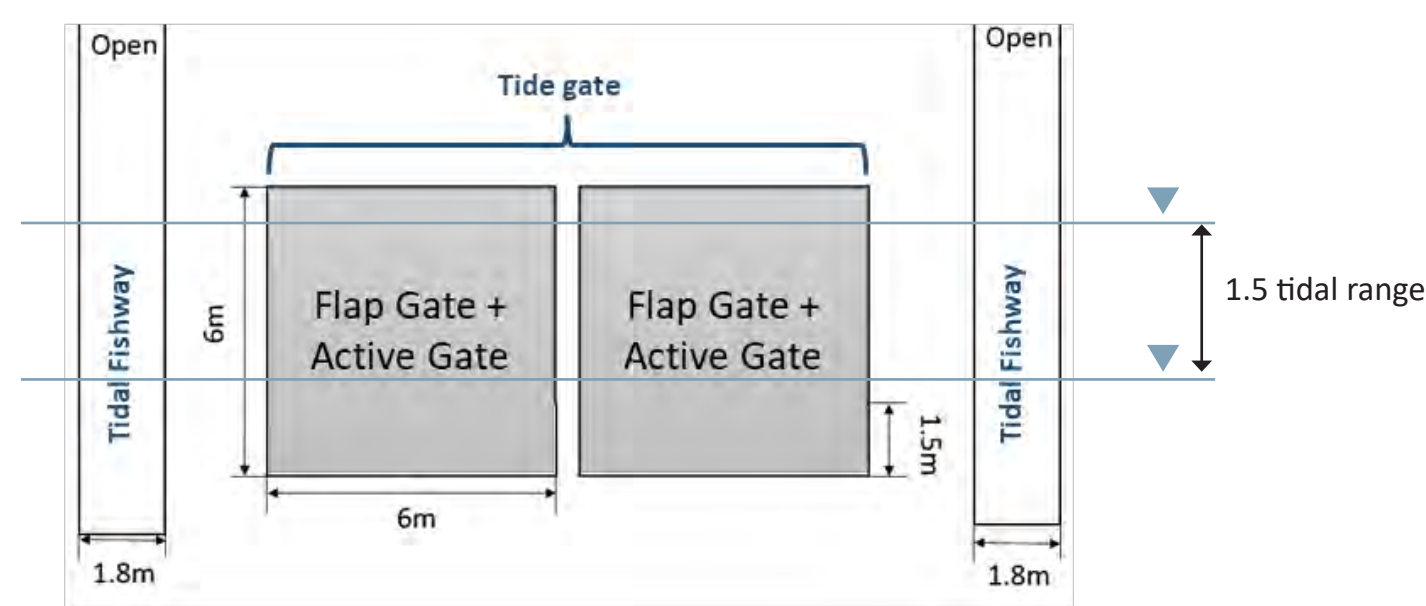 Open
Open
Tide gate
Tidal Fishway
6m
Flap Gate +
Active Gate
Flap Gate +
Active Gate
1.5 tidal range
Tidal Fishway
1.5m
6m
1.8m
1.8m